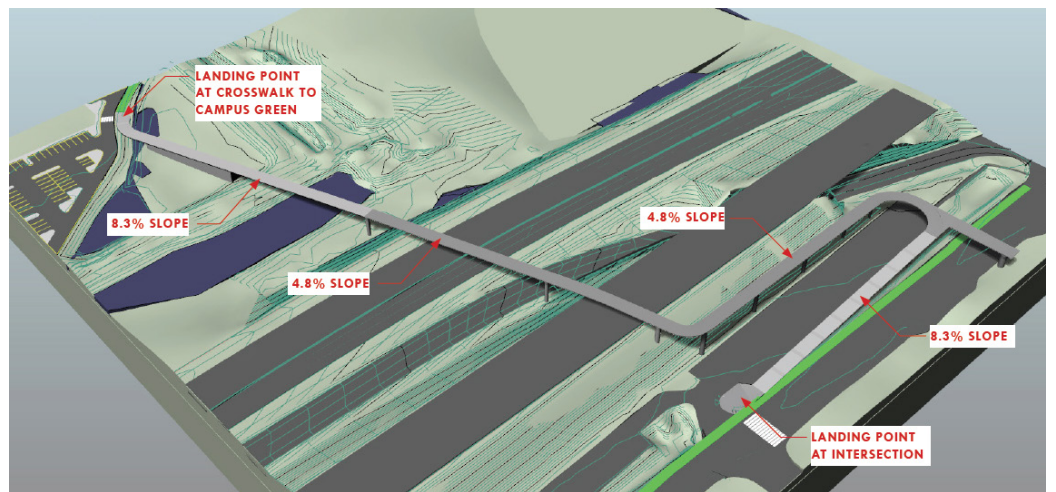 LANDING POINT
AT CROSSWALK TO
CAMPUS GREEN
8.3% SLOPE
4.8% SLOPE
4.8% SLOPE
8.3% SLOPE
LANDING POINT
AT INTERSECTION